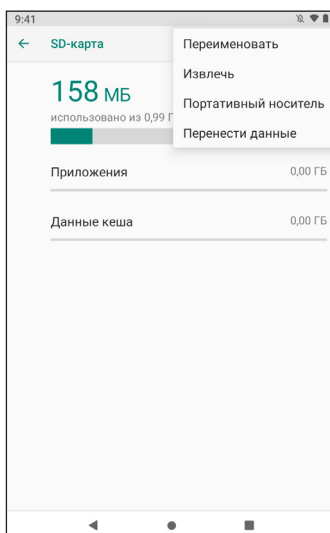 9:41
SD-карта
Переименовать
Извлечь
Портативный носитель
Перенести данные
158 МБ
использовано из 0,99 Г
Приложения 0,00 ГБ
Данные кеша 0,00 ГБ